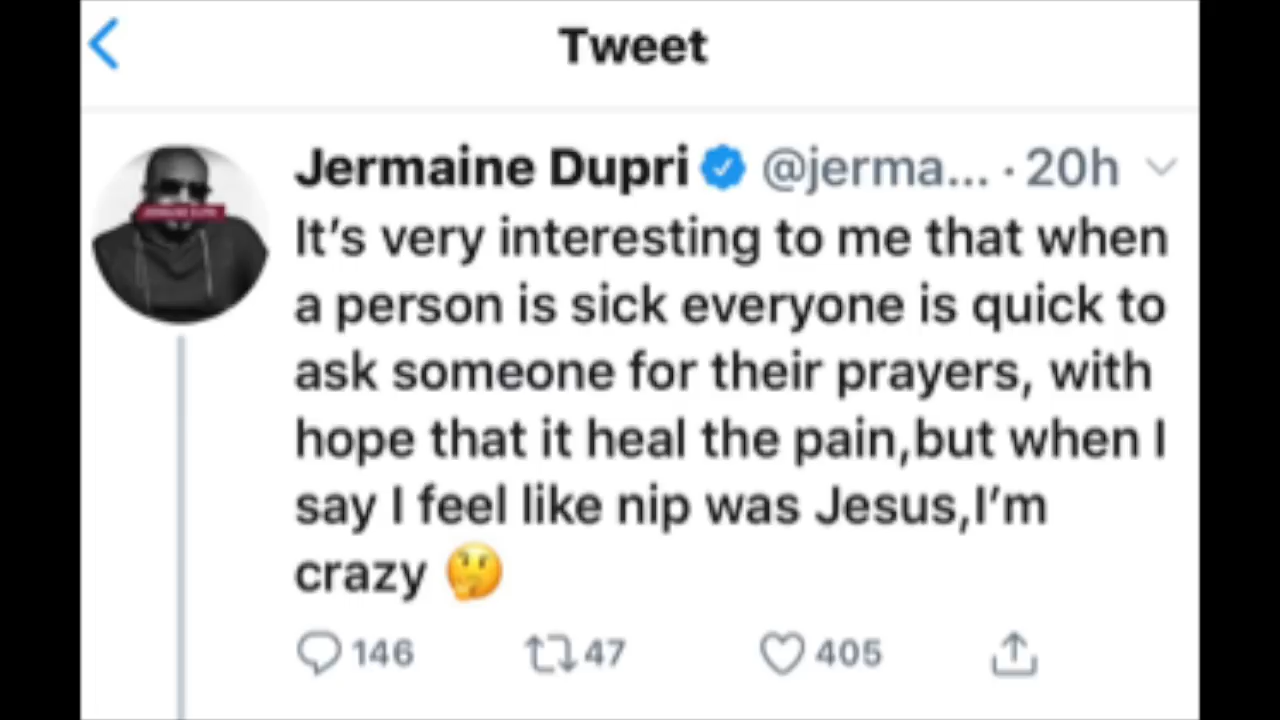 Tweet
Jermaine Dupri @jerma... · 20h
It’s very interesting to me that when
a person is sick everyone is quick to
ask someone for their prayers, with
hope that it heal the pain,but when I
say I feel like nip was Jesus,I’m
crazy 🤔
146 47 405